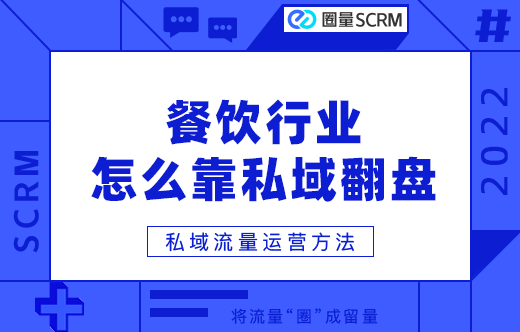 圈量SCRM
#
餐饮行业
怎么靠私域翻盘
私域流量运营方法
SCRM
2022
将流量“圈”成留量